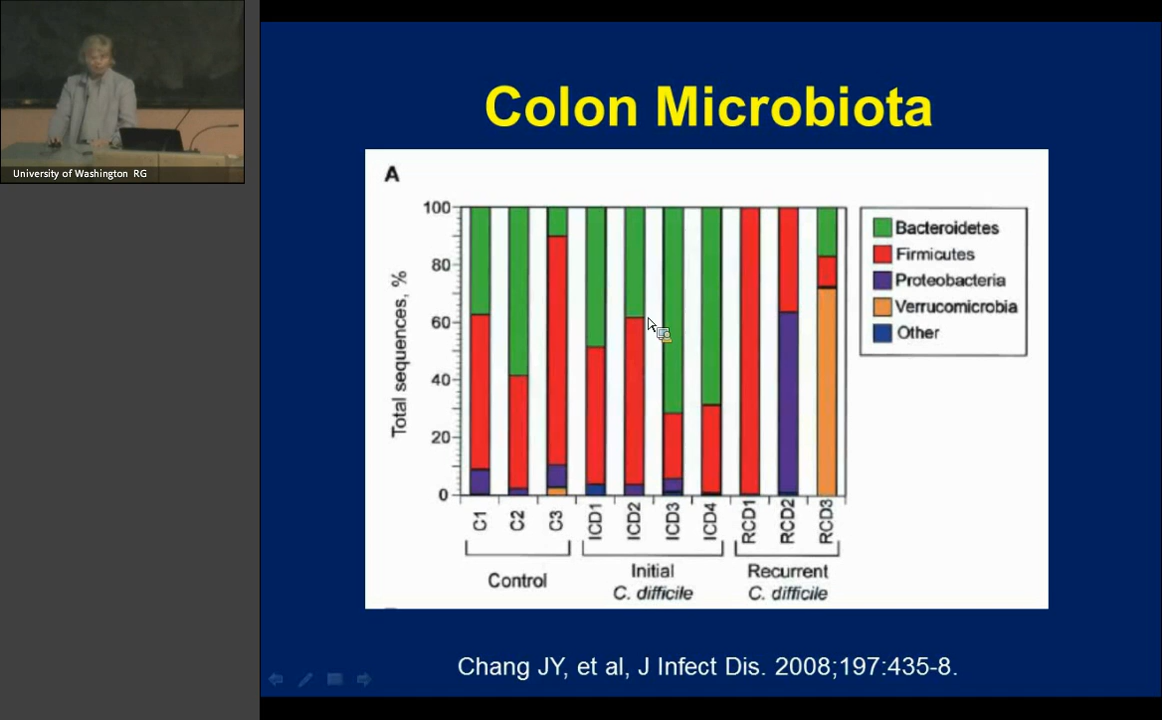 University of Washington RG
Colon Microbiota
A
Total sequences, %
100
80
60
40
20
0
C1
C2
C3
ICD1
ICD2
ICD3
ICD4
RCD1
RCD2
RCD3
Control
Initial
C. difficile
Recurrent
C. difficile
Bacteroidetes
Firmicutes
Proteobacteria
Verrucomicrobia
Other
Chang JY, et al, J Infect Dis. 2008;197:435-8.